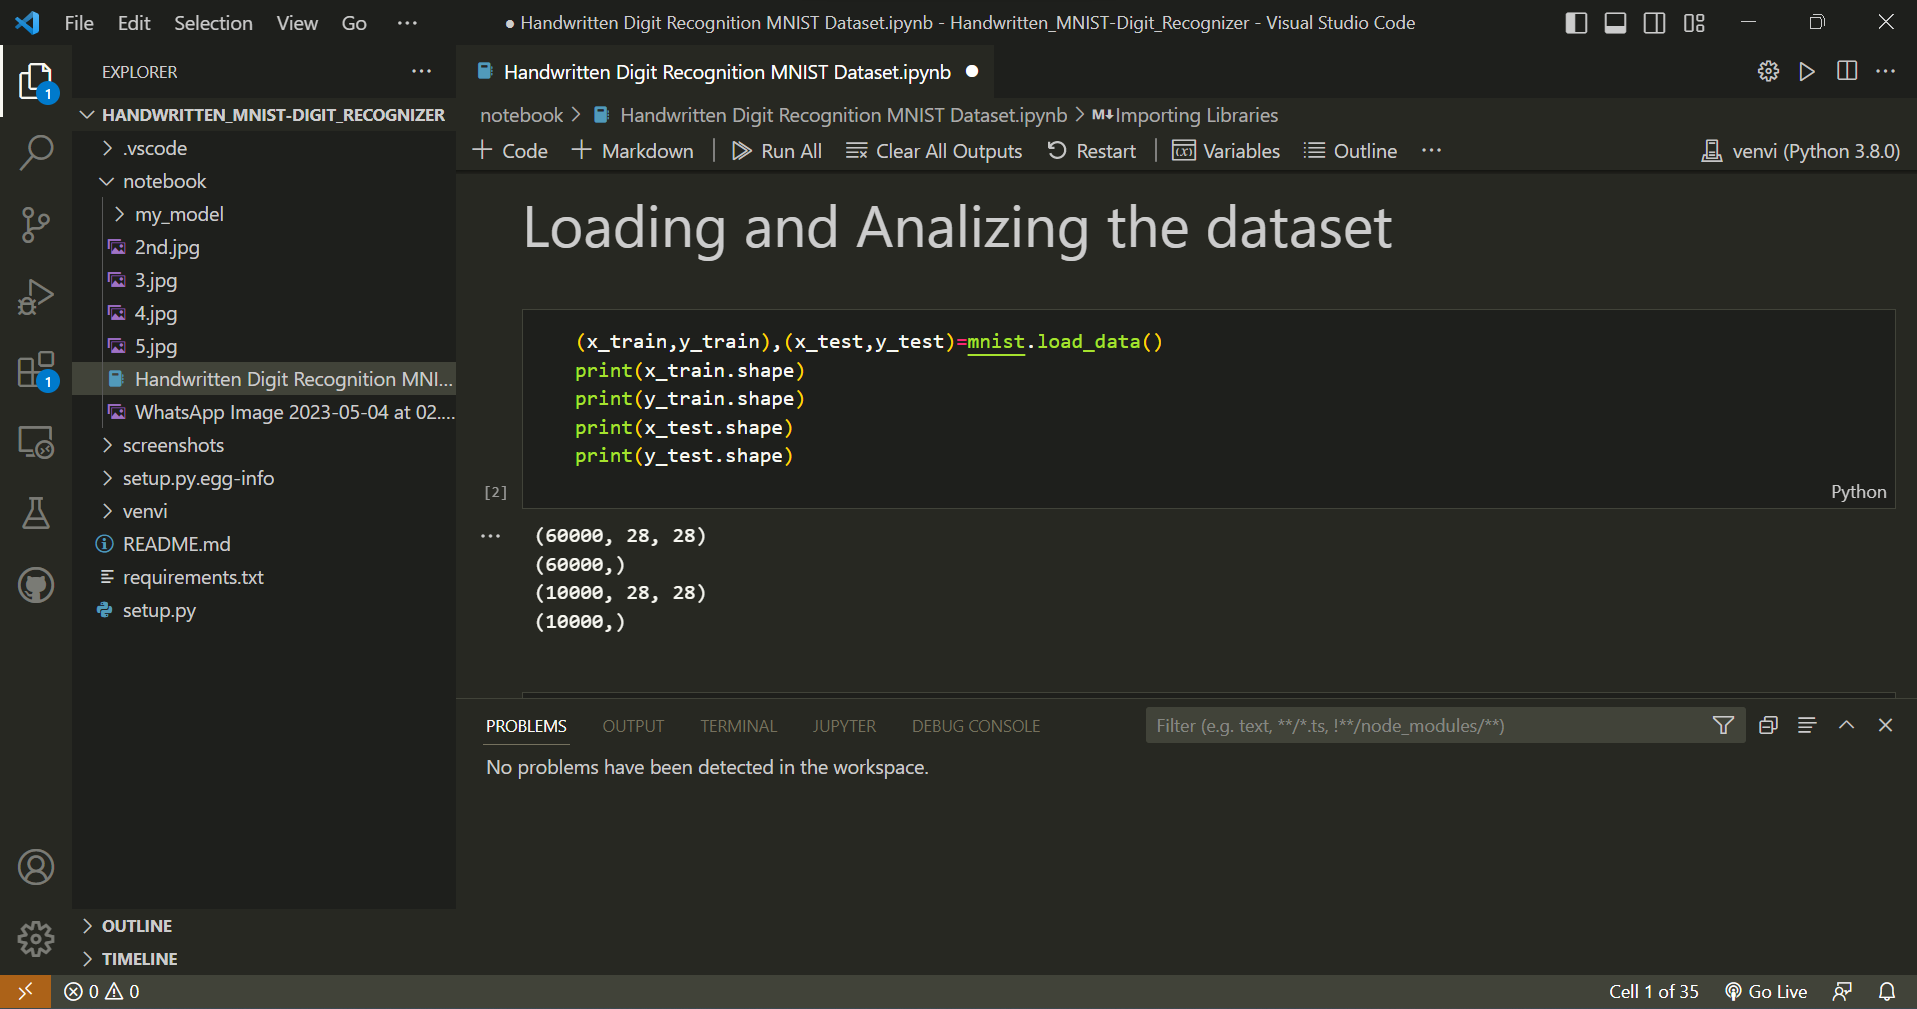 File Edit Selection View Go ···
● Handwritten Digit Recognition MNIST Dataset.ipynb - Handwritten_MNIST-Digit_Recognizer - Visual Studio Code
EXPLORER ···
1
HANDWRITTEN_MNIST-DIGIT_RECOGNIZER
.vscode
notebook
my_model
2nd.jpg
3.jpg
4.jpg
5.jpg
1
Handwritten Digit Recognition MNI...
WhatsApp Image 2023-05-04 at 02....
screenshots
setup.py.egg-info
venvi
README.md
requirements.txt
setup.py
OUTLINE
TIMELINE
Handwritten Digit Recognition MNIST Dataset.ipynb ●
notebook > Handwritten Digit Recognition MNIST Dataset.ipynb > M↓Importing Libraries
+ Code + Markdown | Run All Clear All Outputs Restart | Variables Outline ··· venvi (Python 3.8.0)
Loading and Analizing the dataset
(x_train,y_train),(x_test,y_test)=mnist.load_data()
print(x_train.shape)
print(y_train.shape)
print(x_test.shape)
print(y_test.shape)
[2] Python
(60000, 28, 28)
(60000,)
(10000, 28, 28)
(10000,)
PROBLEMS OUTPUT TERMINAL JUPYTER DEBUG CONSOLE Filter (e.g. text, **/*.ts, !**/node_modules/**)
No problems have been detected in the workspace.
0 0 Cell 1 of 35 Go Live